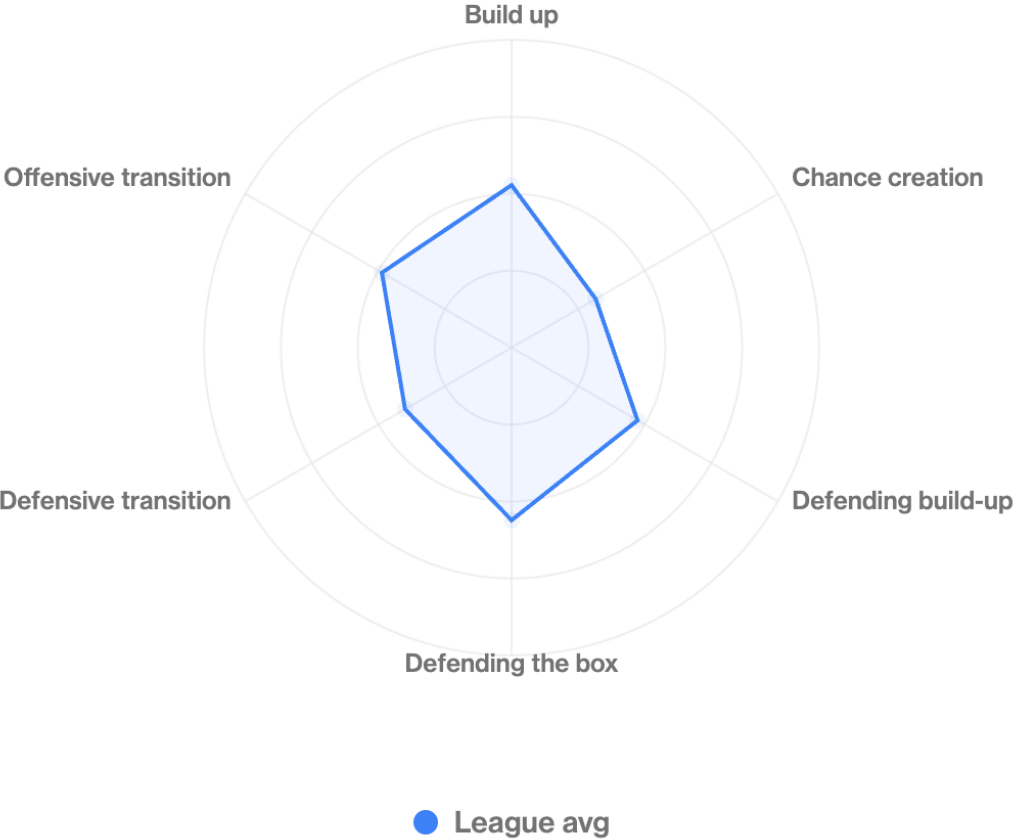 Build up
Offensive transition
Chance creation
Defensive transition
Defending build-up
Defending the box
League avg